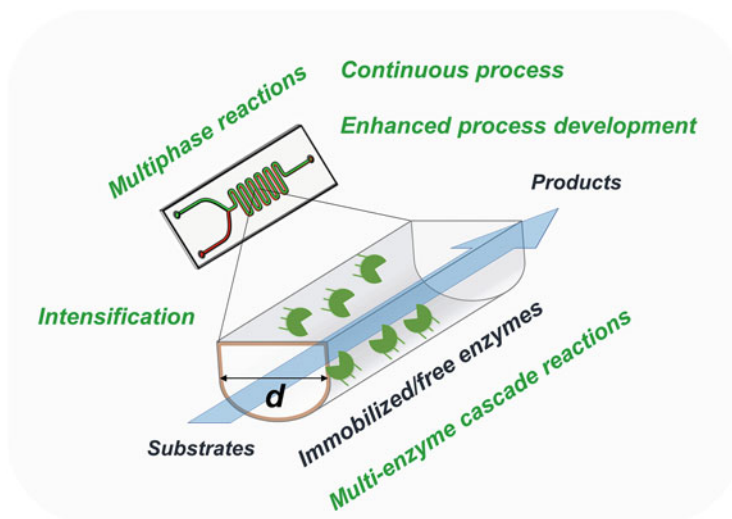 Continuous process
Multiphase reactions
Enhanced process development
Products
Intensification
d
Immobilized/free enzymes
Substrates
Multi-enzyme cascade reactions